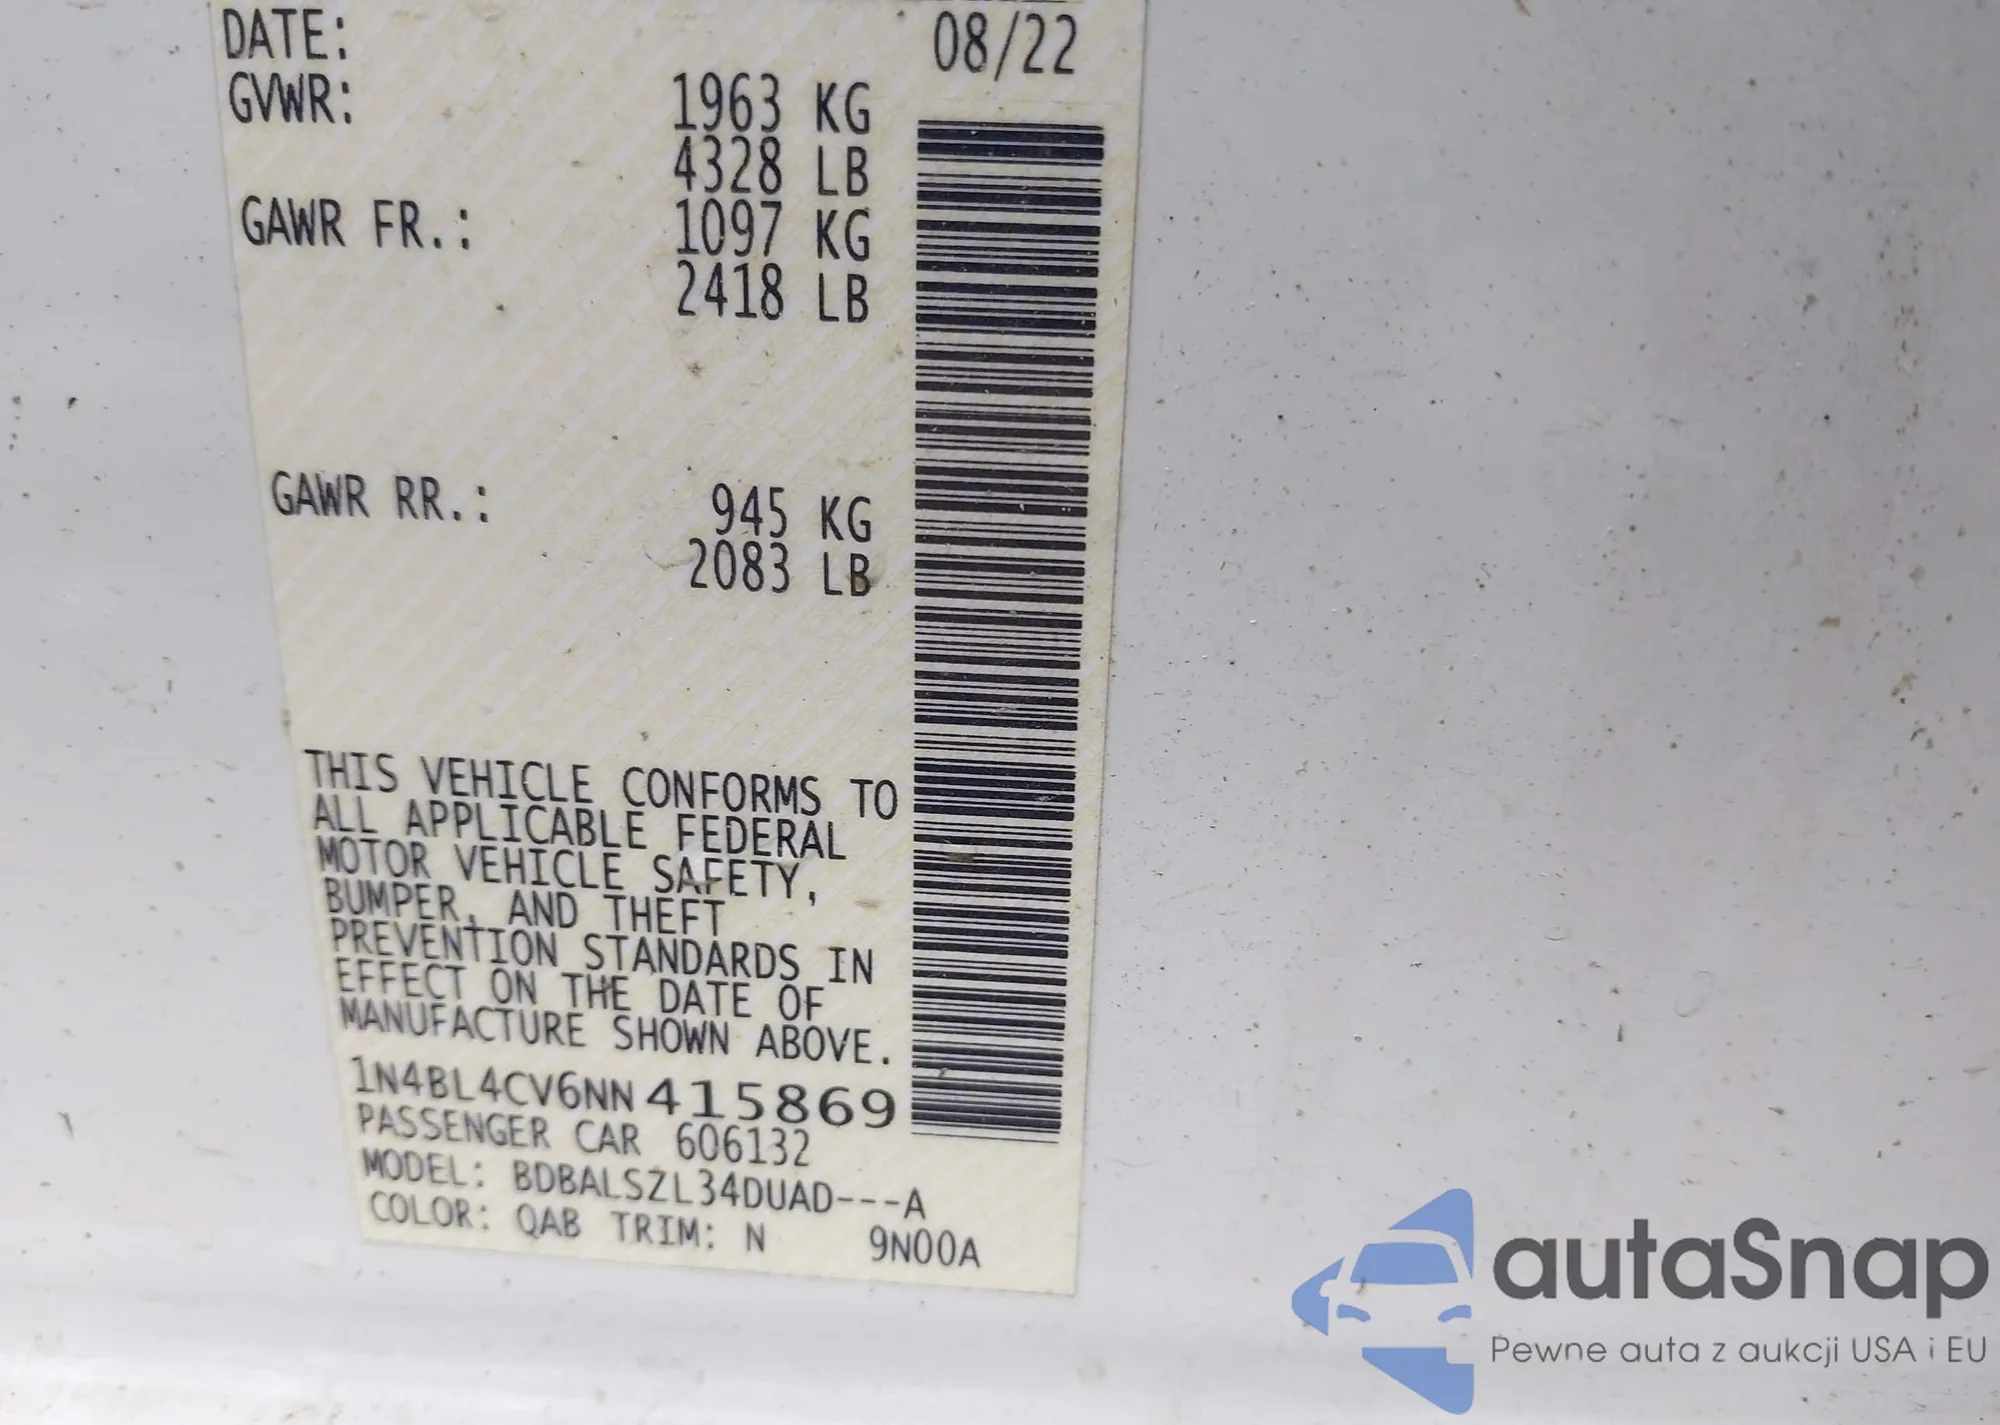 DATE: 08/22
GVWR: 1963 KG
4328 LB
GAWR FR.: 1097 KG
2418 LB
GAWR RR.: 945 KG
2083 LB
THIS VEHICLE CONFORMS TO
ALL APPLICABLE FEDERAL
MOTOR VEHICLE SAFETY,
BUMPER, AND THEFT
PREVENTION STANDARDS IN
EFFECT ON THE DATE OF
MANUFACTURE SHOWN ABOVE.
1N4BL4CV6NN415869
PASSENGER CAR 606132
MODEL: BDBALSZL34DUAD---A
COLOR: QAB TRIM: N 9N00A
autaSnap
Pewne auta z aukcji USA i EU